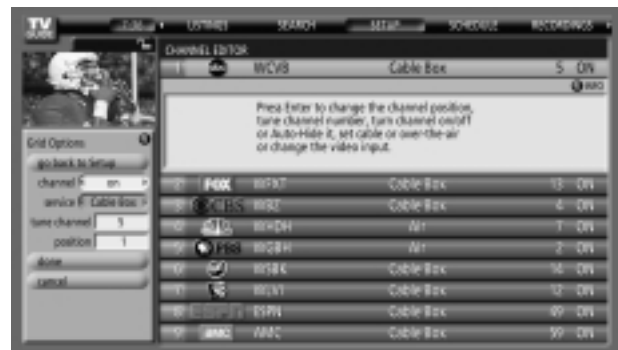 TV
GUIDE
LISTINGS SEARCH SETUP SCHEDULE RECORDINGS
CHANNEL EDITOR
1 abc WCVB Cable Box 5 ON
INFO
Press Enter to change the channel position,
tune channel number, turn channel on/off
or Auto-Hide it, set cable or over-the-air
or change the video input.
Grid Options
go back to Setup
channel on
service Cable Box
tune channel 5
position 1
done
cancel
2 FOX WFXT Cable Box 13 ON
3 CBS WBZ Cable Box 4 ON
4 WHDH Air 7 ON
5 PBS WGBH Air 2 ON
6 WSBK Cable Box 14 ON
7 WLVI Cable Box 12 ON
8 ESPN ESPN Cable Box 49 ON
9 AMC AMC Cable Box 59 ON